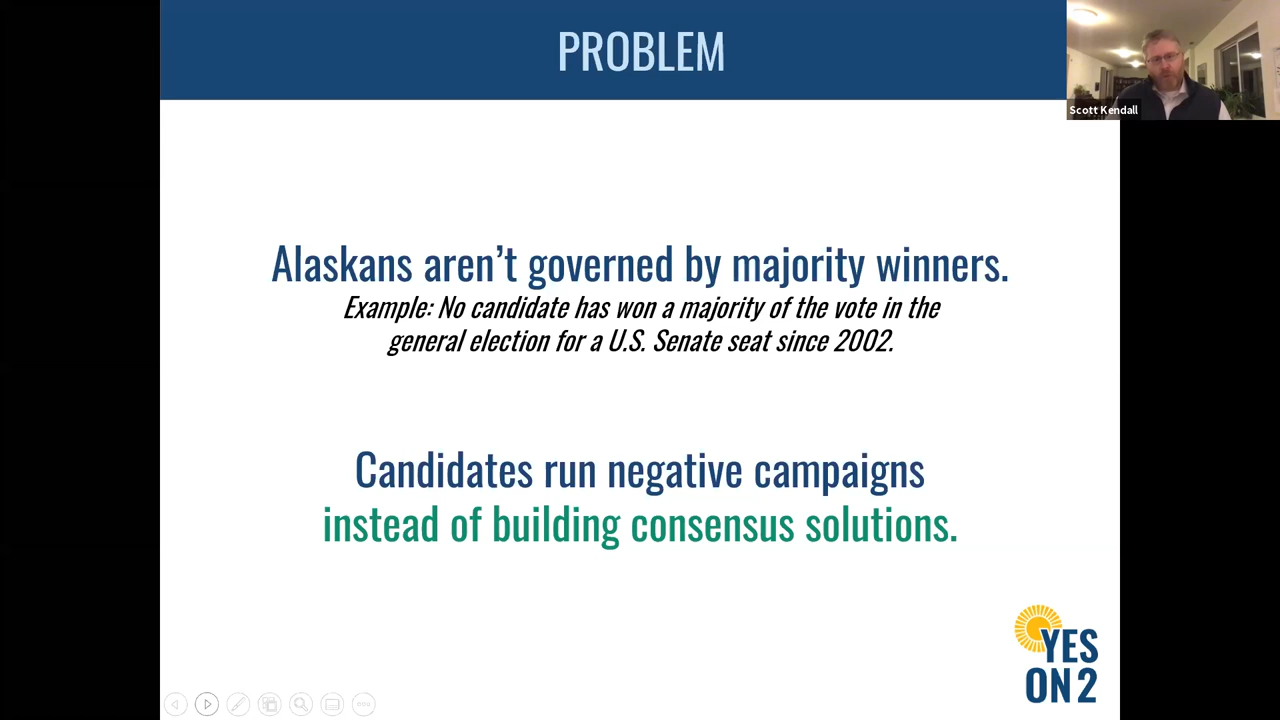 PROBLEM
Scott Kendall
Alaskans aren’t governed by majority winners.
Example: No candidate has won a majority of the vote in the
general election for a U.S. Senate seat since 2002.
Candidates run negative campaigns
instead of building consensus solutions.
YES
ON 2